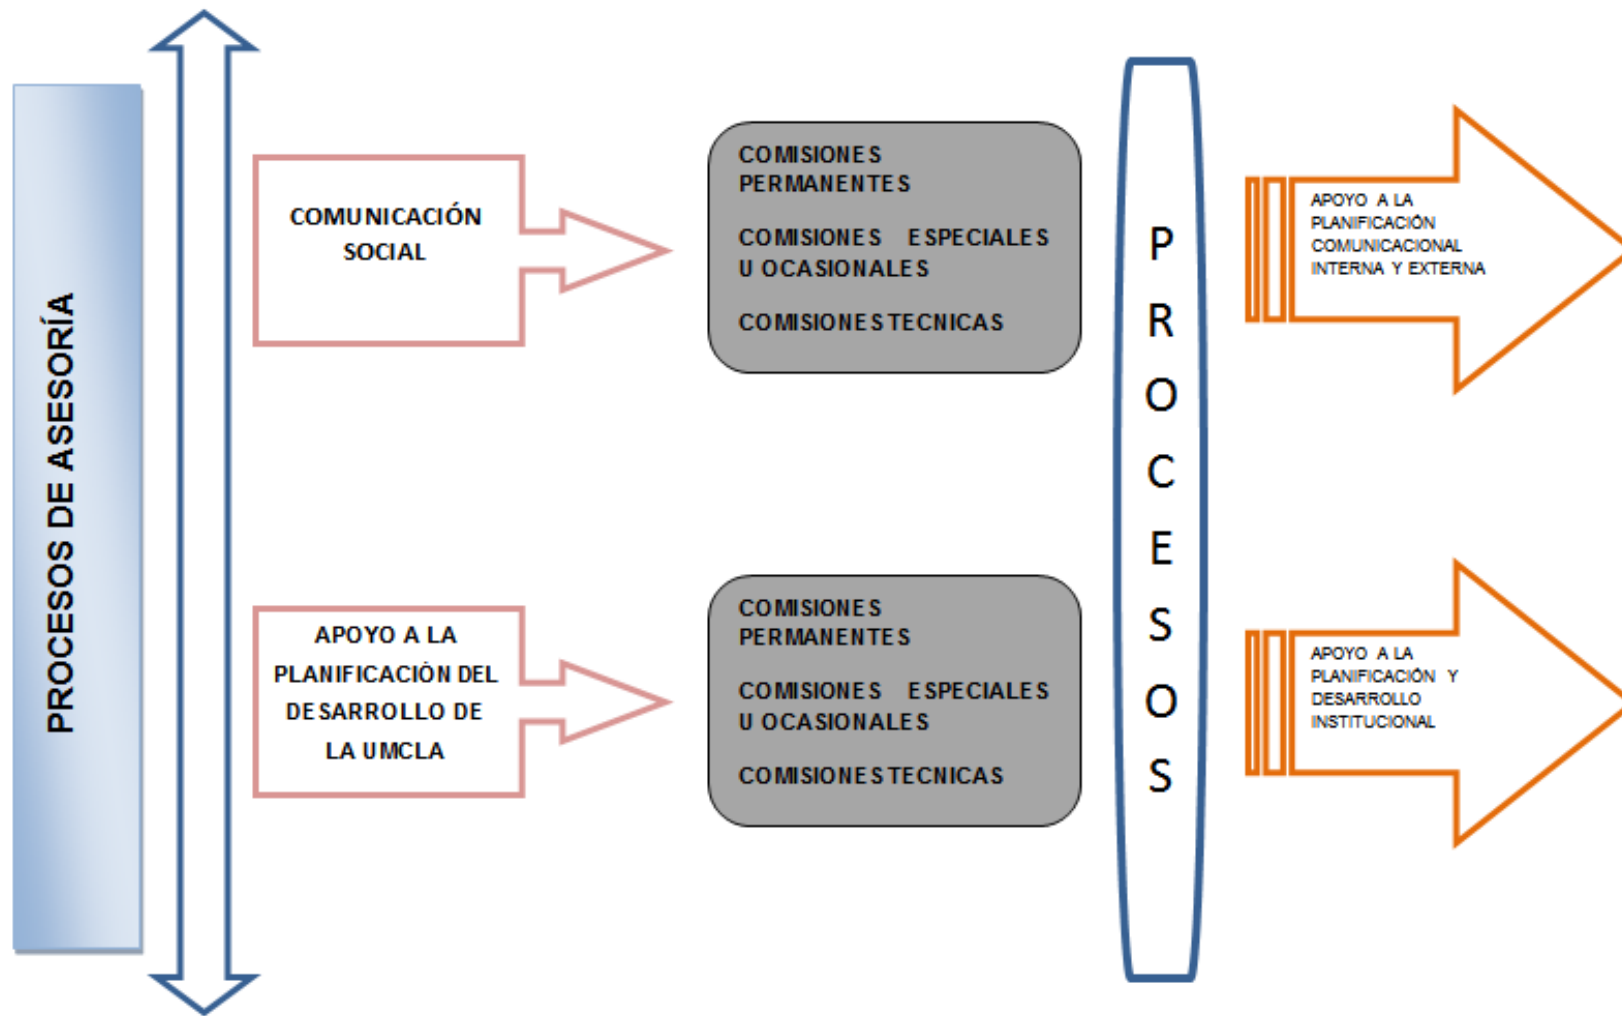 PROCESOS DE ASESORÍA
COMUNICACIÓN
SOCIAL
COMISIONES
PERMANENTES
COMISIONES ESPECIALES
U OCASIONALES
COMISIONES TECNICAS
APOYO A LA
PLANIFICACIÓN
COMUNICACIONAL
INTERNA Y EXTERNA
APOYO A LA
PLANIFICACIÓN DEL
DESARROLLO DE
LA UMCLA
COMISIONES
PERMANENTES
COMISIONES ESPECIALES
U OCASIONALES
COMISIONES TECNICAS
APOYO A LA
PLANIFICACIÓN Y
DESARROLLO
INSTITUCIONAL
PROCESOS